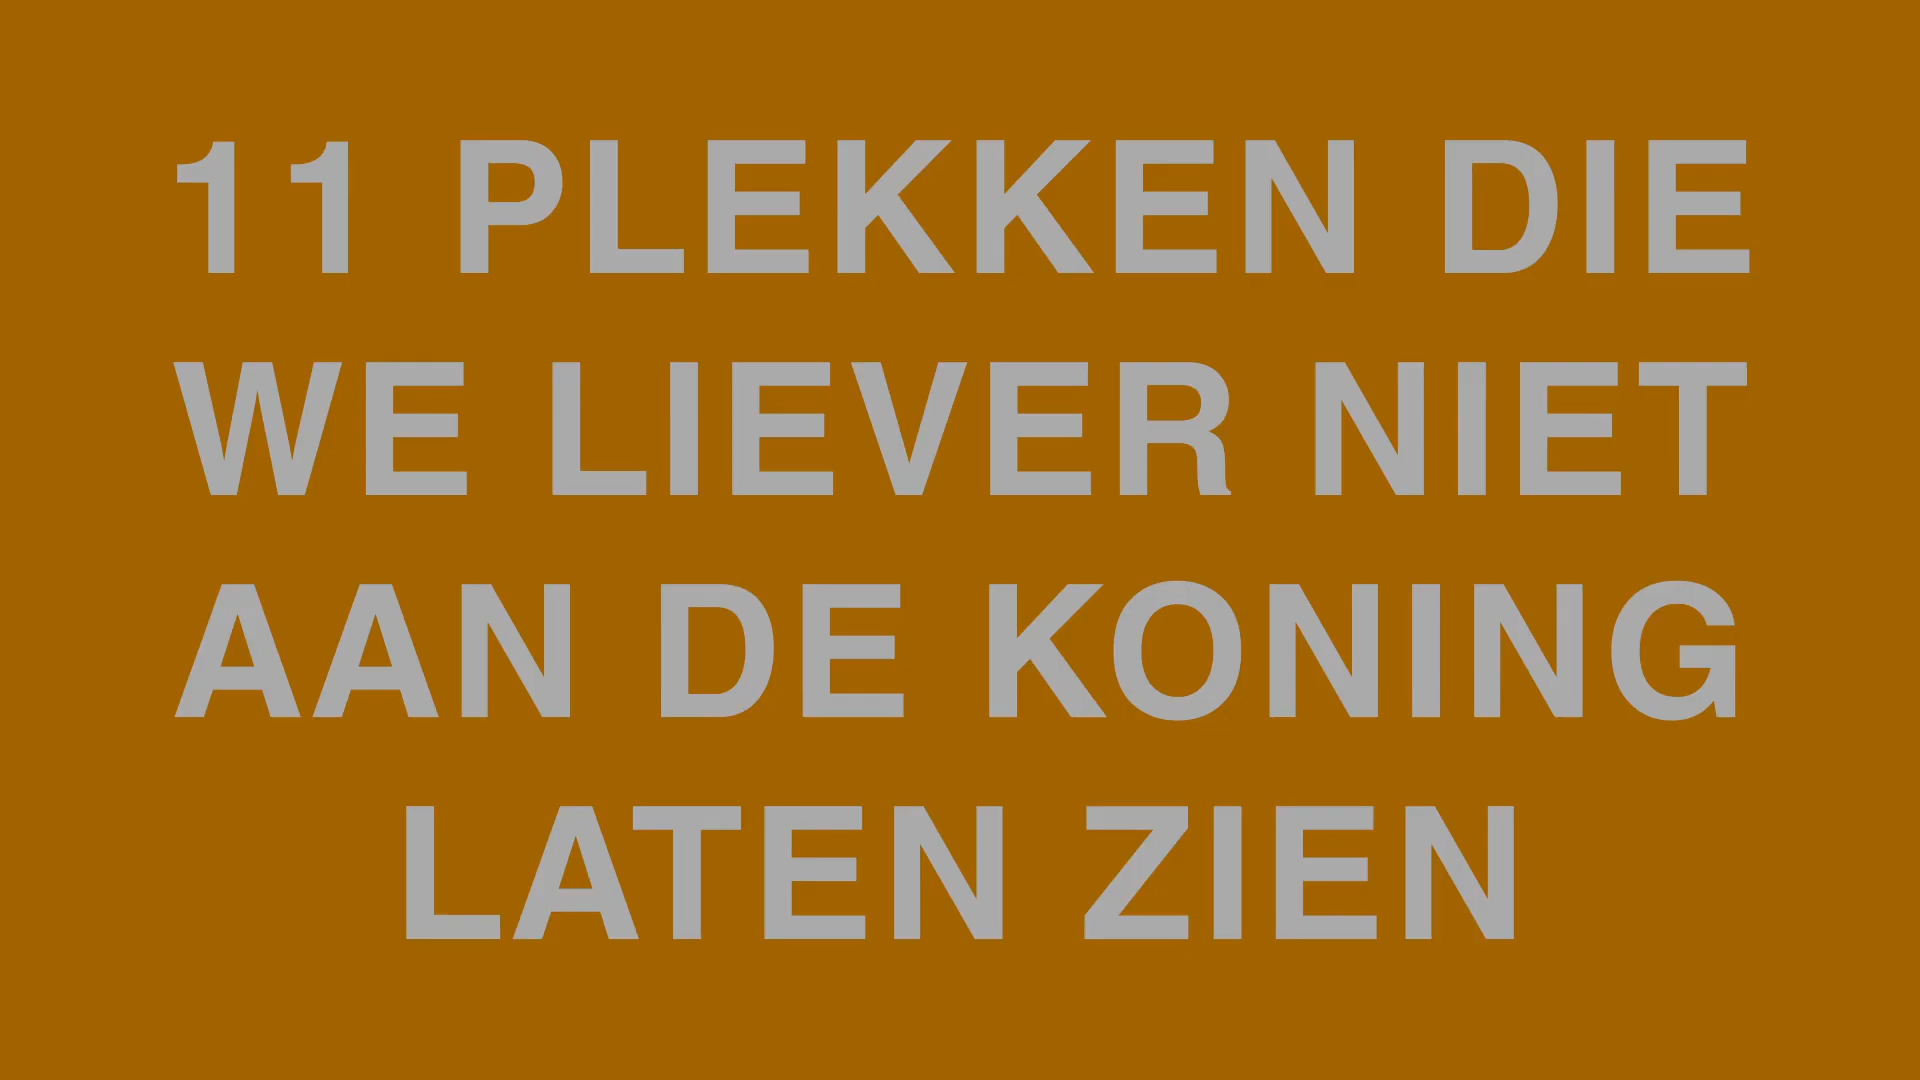 11 PLEKKEN DIE
WE LIEVER NIET
AAN DE KONING
LATEN ZIEN